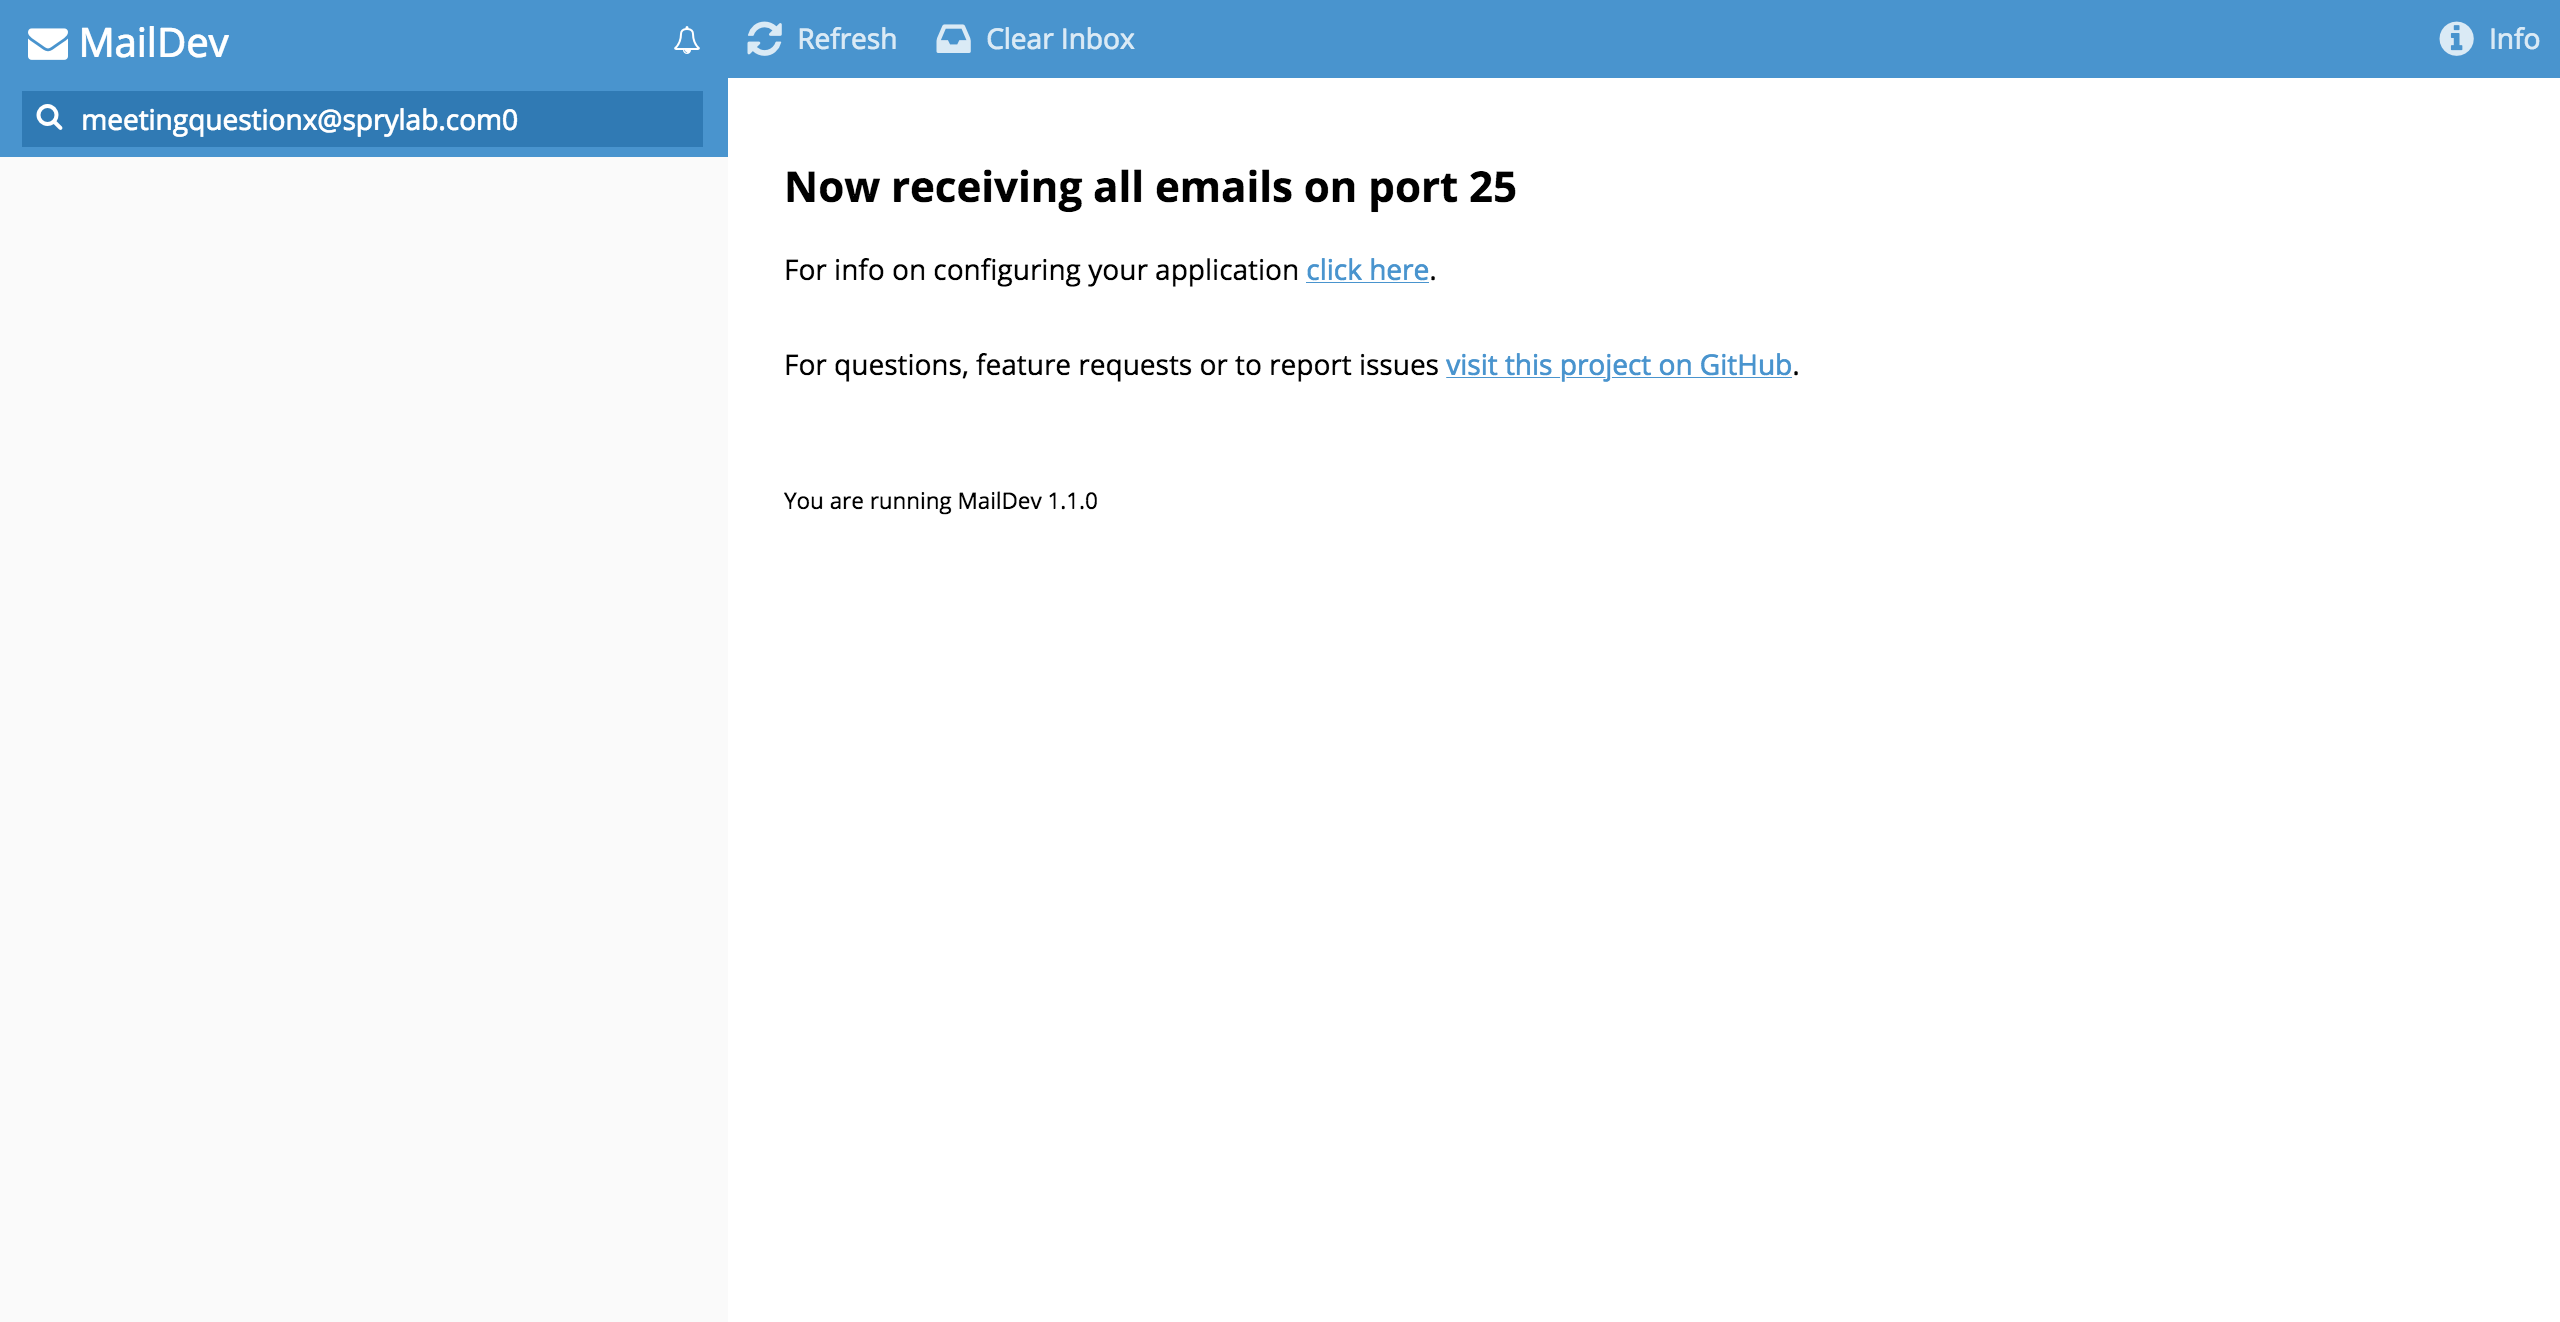 MailDev
Refresh
Clear Inbox
Info
meetingquestionx@sprylab.com0
Now receiving all emails on port 25
For info on configuring your application click here.
For questions, feature requests or to report issues visit this project on GitHub.
You are running MailDev 1.1.0